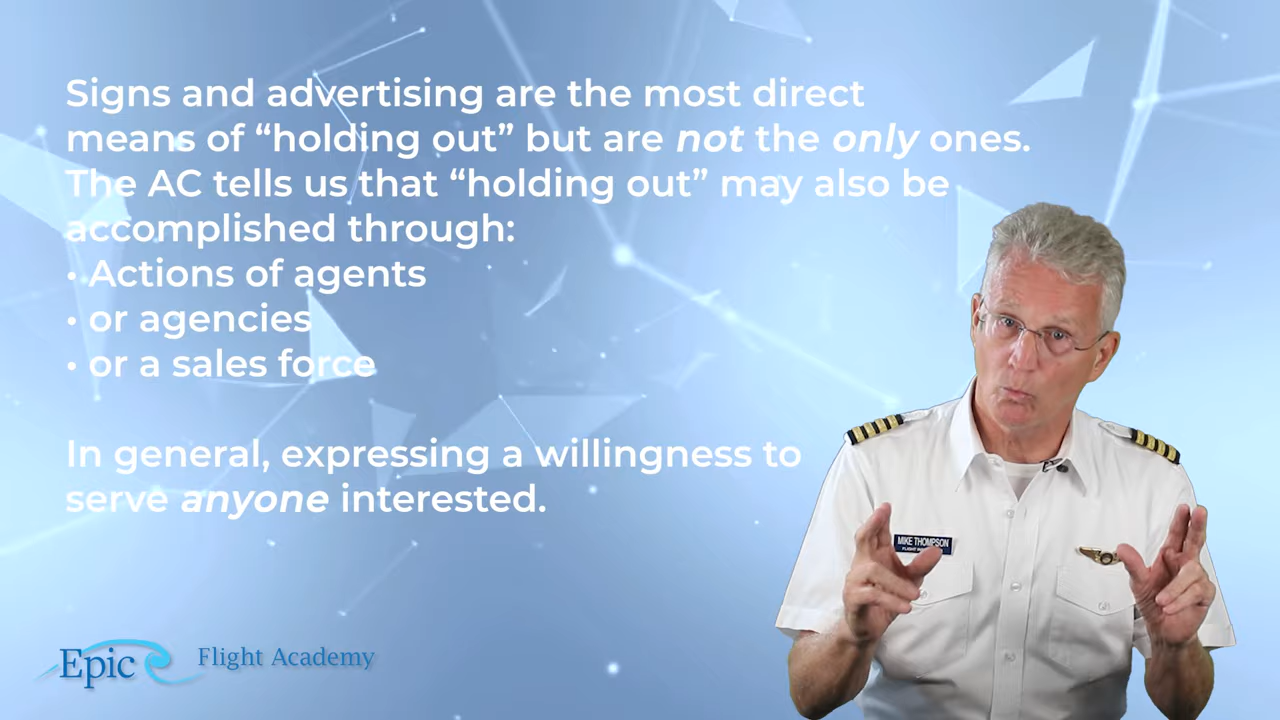 Signs and advertising are the most direct
means of “holding out” but are not the only ones.
The AC tells us that “holding out” may also be
accomplished through:
• Actions of agents
• or agencies
• or a sales force
In general, expressing a willingness to
serve anyone interested.
MIKE THOMPSON
Epic Flight Academy